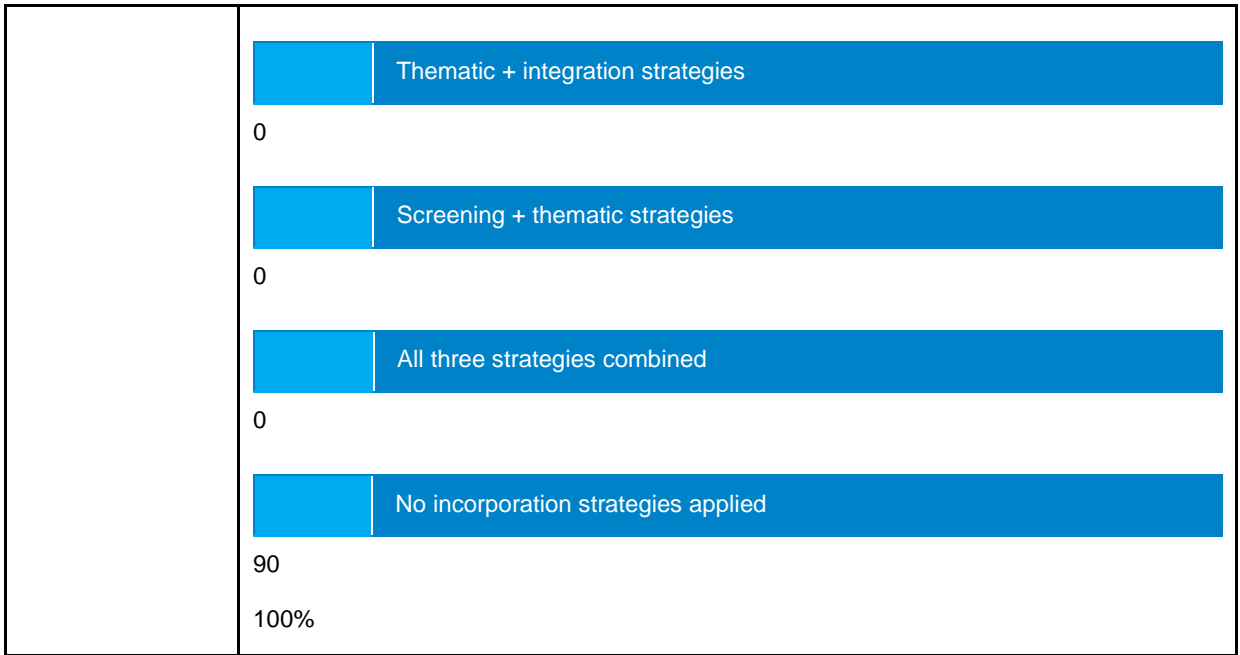 Thematic + integration strategies
0
Screening + thematic strategies
0
All three strategies combined
0
No incorporation strategies applied
90
100%